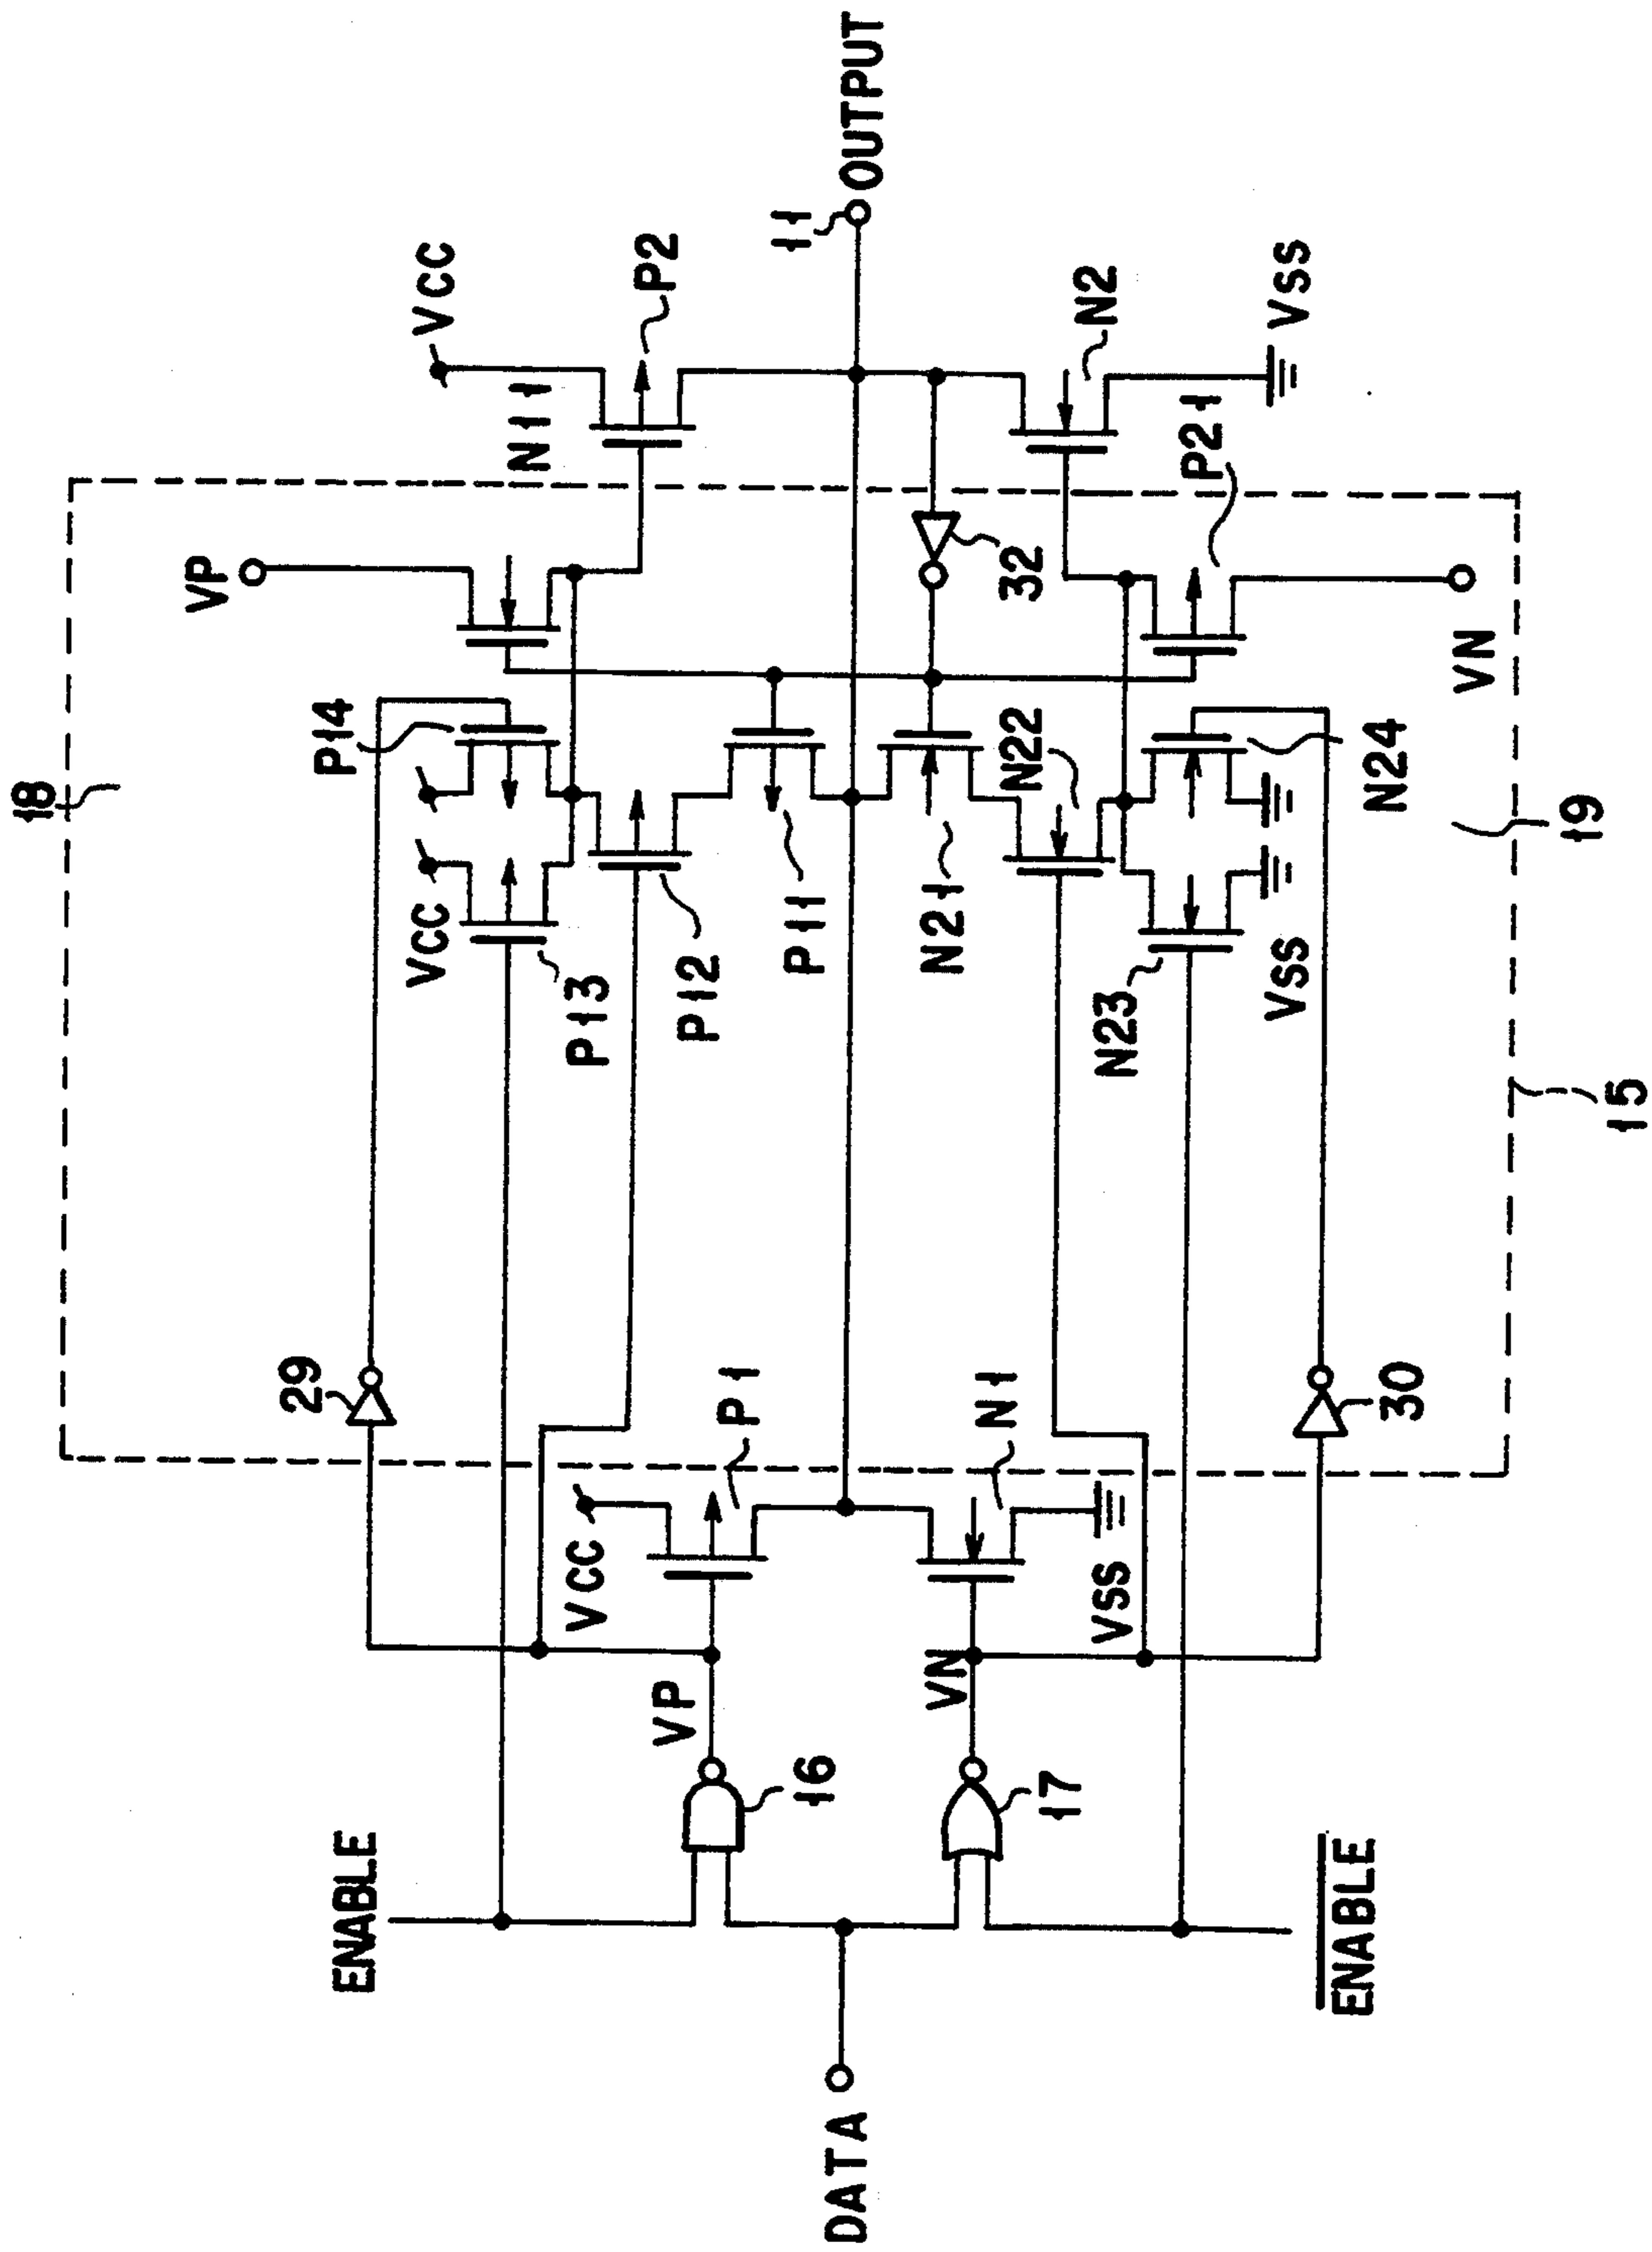 18
VP
VCC
P14
N11
P2
29
VCC
P13
P12
11
OUTPUT
ENABLE
VCC
P1
P11
VP
16
DATA
32
N21
N22
N2
VN
N1
17
VSS
N23
P21
VSS
VSS
N24
VN
ENABLE
30
19
15